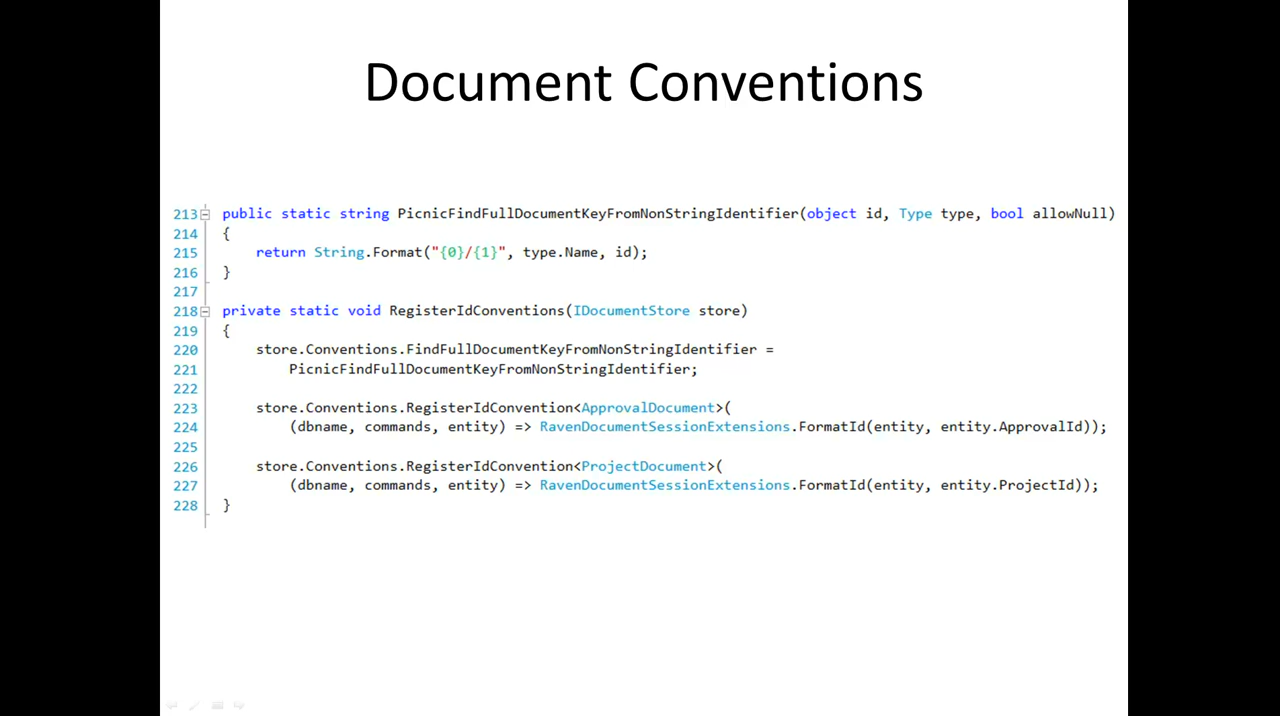 Document Conventions
213 public static string PicnicFindFullDocumentKeyFromNonStringIdentifier(object id, Type type, bool allowNull)
214 {
215 return String.Format("{0}/{1}", type.Name, id);
216 }
217
218 private static void RegisterIdConventions(IDocumentStore store)
219 {
220 store.Conventions.FindFullDocumentKeyFromNonStringIdentifier =
221 PicnicFindFullDocumentKeyFromNonStringIdentifier;
222
223 store.Conventions.RegisterIdConvention<ApprovalDocument>(
224 (dbname, commands, entity) => RavenDocumentSessionExtensions.FormatId(entity, entity.ApprovalId));
225
226 store.Conventions.RegisterIdConvention<ProjectDocument>(
227 (dbname, commands, entity) => RavenDocumentSessionExtensions.FormatId(entity, entity.ProjectId));
228 }